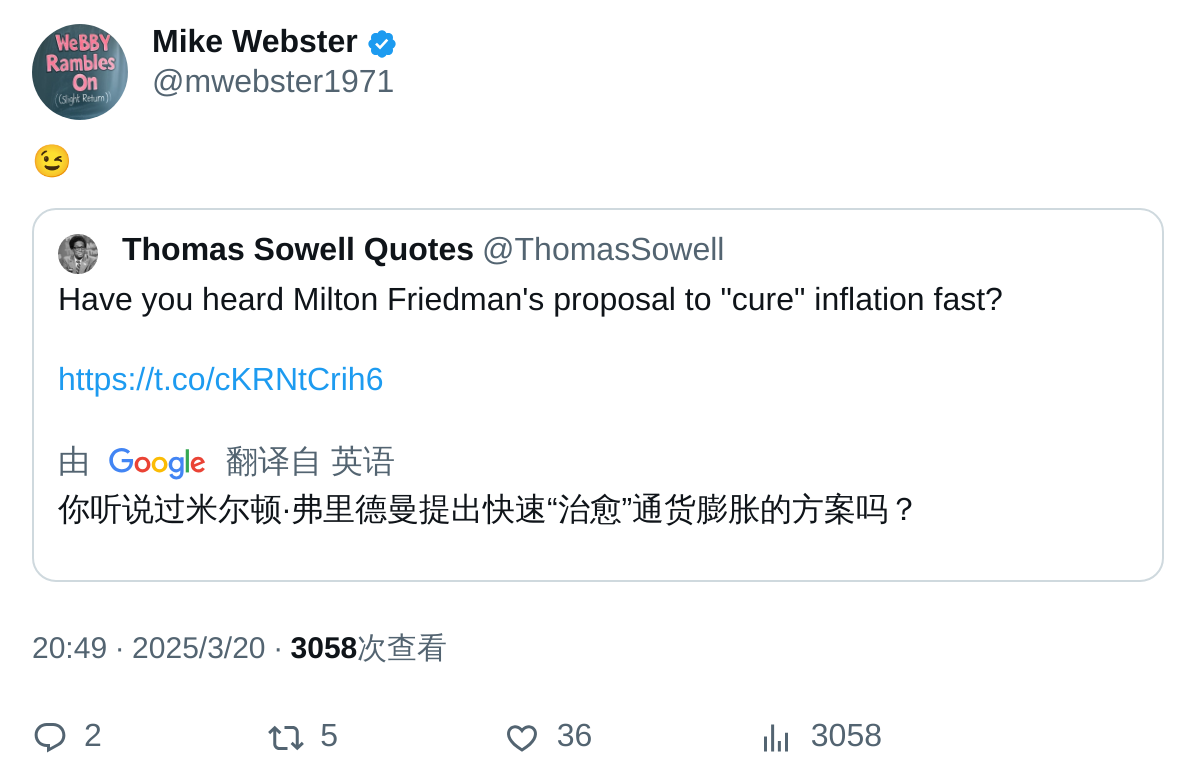 WeBBY
Rambles
On
((Slight Return))
Mike Webster
@mwebster1971
😉
Thomas Sowell Quotes @ThomasSowell
Have you heard Milton Friedman's proposal to "cure" inflation fast?
https://t.co/cKRNtCrih6
由 Google 翻译自 英语
你听说过米尔顿·弗里德曼提出快速“治愈”通货膨胀的方案吗？
20:49 · 2025/3/20 · 3058次查看
2 5 36 3058